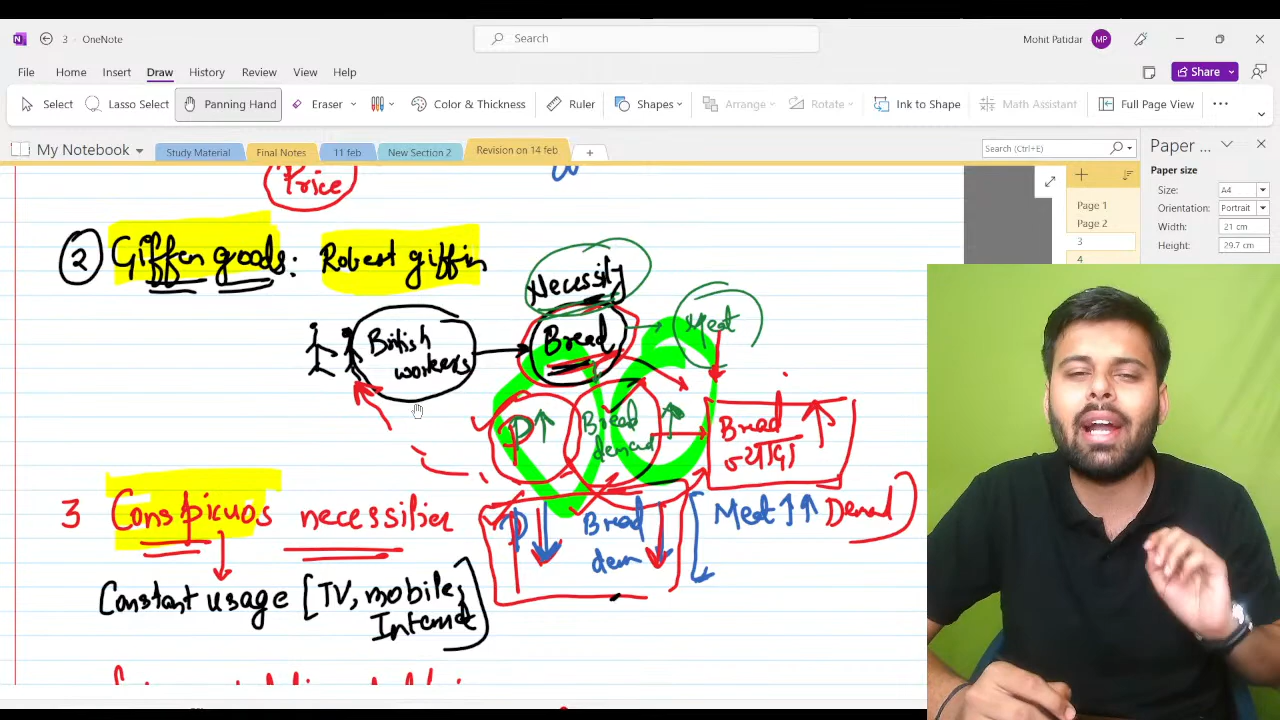 3 - OneNote
Search
Mohit Patidar
MP
File Home Insert Draw History Review View Help
Share
Select Lasso Select Panning Hand Eraser Color & Thickness Ruler Shapes Arrange Rotate Ink to Shape Math Assistant Full Page View
My Notebook
Study Material
Final Notes
11 feb
New Section 2
Revision on 14 feb
+
Search (Ctrl+E)
Paper ...
Paper size
Size: A4
Orientation: Portrait
Width: 21 cm
Height: 29.7 cm
Page 1
Page 2
3
4
Price
2 Giffen goods: Robert giffin
Necessity
British workers
Bread
Meat
P↑
Bread demand ↑
Bread खरीदा ↑
P↓
Bread dem ↓
Meat ↑↑ Demad
3 Conspicuos necessitier
Constant usage [TV, mobile,
Internet]